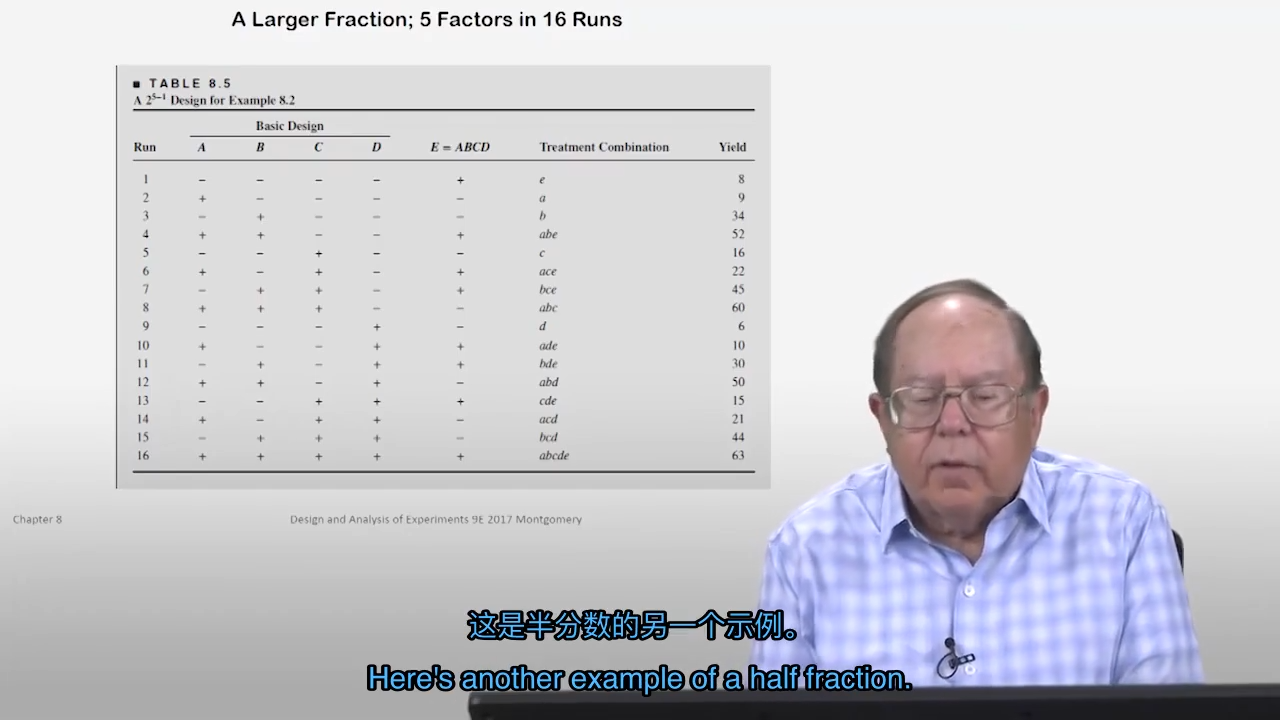 A Larger Fraction; 5 Factors in 16 Runs
■ TABLE 8.5
A 2⁵⁻¹ Design for Example 8.2
Basic Design
Run A B C D E = ABCD Treatment Combination Yield
1 − − − − + e 8
2 + − − − − a 9
3 − + − − − b 34
4 + + − − + abe 52
5 − − + − − c 16
6 + − + − + ace 22
7 − + + − + bce 45
8 + + + − − abc 60
9 − − − + − d 6
10 + − − + + ade 10
11 − + − + + bde 30
12 + + − + − abd 50
13 − − + + + cde 15
14 + − + + − acd 21
15 − + + + − bcd 44
16 + + + + + abcde 63
Chapter 8 Design and Analysis of Experiments 9E 2017 Montgomery
这是半分数的另一个示例。
Here's another example of a half fraction.